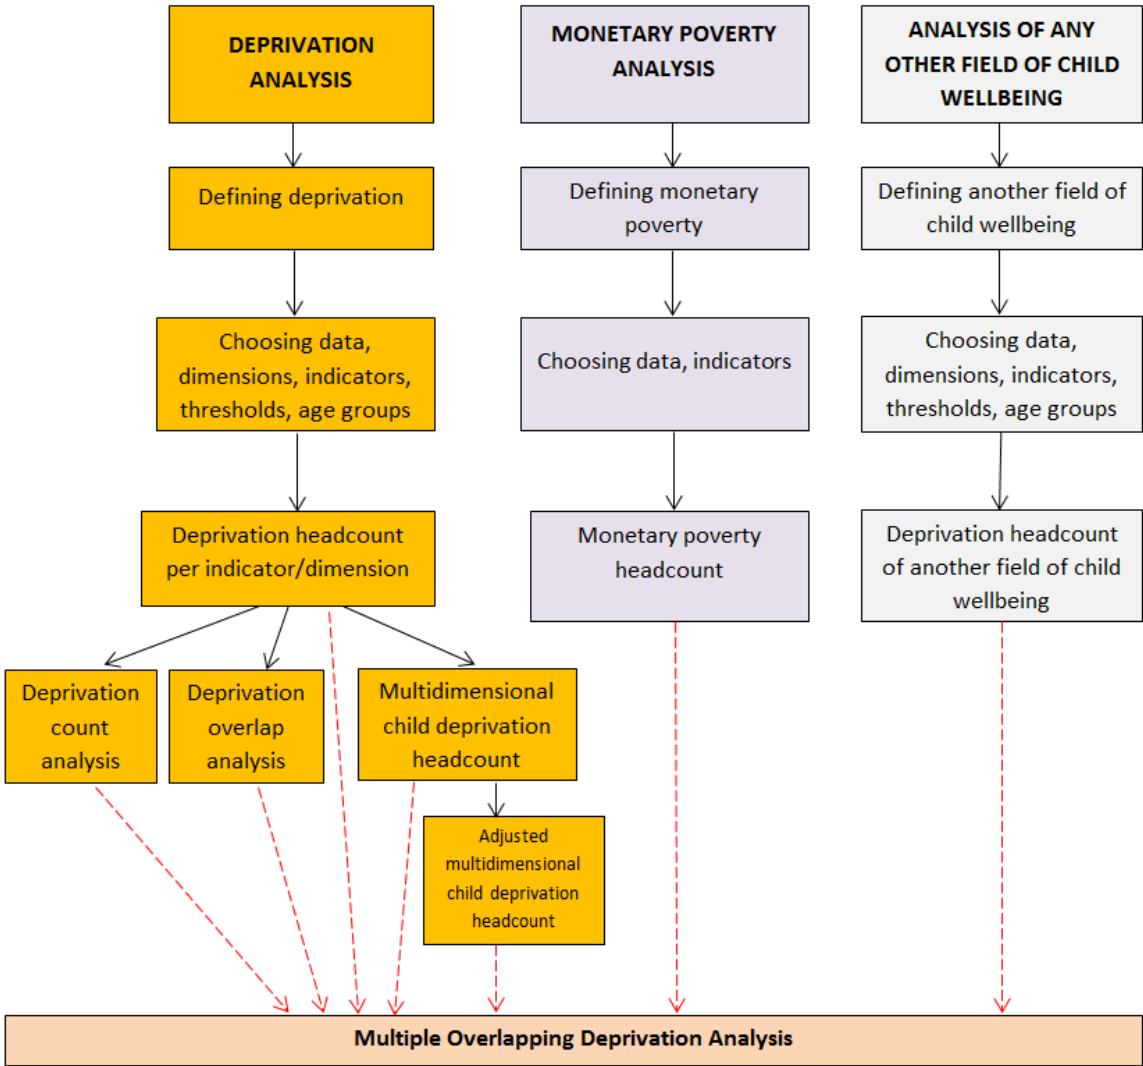 DEPRIVATION
ANALYSIS
MONETARY POVERTY
ANALYSIS
ANALYSIS OF ANY
OTHER FIELD OF CHILD
WELLBEING
Defining deprivation
Defining monetary
poverty
Defining another field of
child wellbeing
Choosing data,
dimensions, indicators,
thresholds, age groups
Choosing data, indicators
Choosing data,
dimensions, indicators,
thresholds, age groups
Deprivation headcount
per indicator/dimension
Monetary poverty
headcount
Deprivation headcount
of another field of child
wellbeing
Deprivation
count
analysis
Deprivation
overlap
analysis
Multidimensional
child deprivation
headcount
Adjusted
multidimensional
child deprivation
headcount
Multiple Overlapping Deprivation Analysis